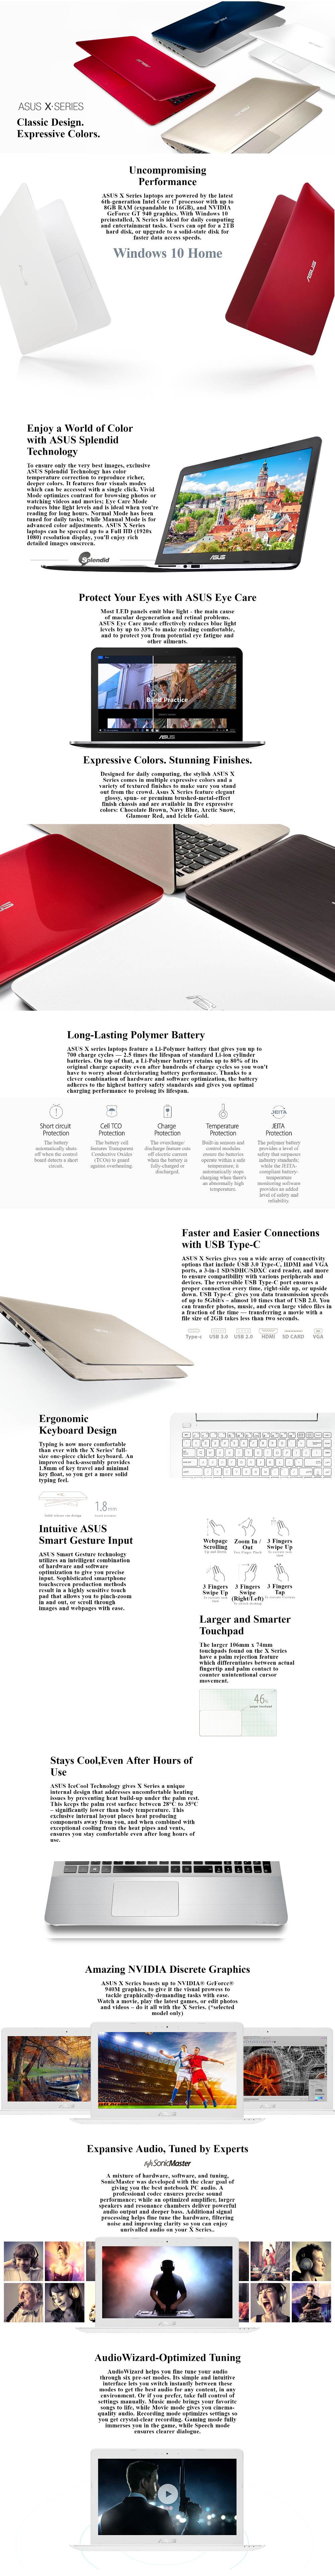 ASUS X-SERIES
Classic Design.
Expressive Colors.
Uncompromising
Performance
ASUS X Series laptops are powered by the latest
6th-generation Intel Core i7 processor with up to
8GB RAM (expandable to 16GB), and NVIDIA
GeForce GT 940 graphics. With Windows 10
preinstalled, X Series is ideal for daily computing
and entertainment tasks. Users can opt for a 2TB
hard disk, or upgrade to a solid-state disk for
faster data access speeds.
Windows 10 Home
Enjoy a World of Color
with ASUS Splendid
Technology
To ensure only the very best images, exclusive
ASUS Splendid Technology has color
temperature correction to reproduce richer,
deeper colors. It features four visual modes
which can be accessed with a single click. Vivid
Mode optimizes contrast for browsing photos or
watching videos and movies; Eye Care Mode
reduces blue light levels and is ideal when you're
reading for long hours. Normal Mode has been
tuned for daily tasks; while Manual Mode is for
advanced color adjustments. ASUS X Series
laptops can feature up to a Full HD (1920x
1080) resolution display, you'll enjoy rich
detailed images onscreen.
Splendid
ASUS
Protect Your Eyes with ASUS Eye Care
Most LED panels emit blue light - the main cause
of macular degeneration and retinal problems.
ASUS Eye Care mode effectively reduces blue light
levels by up to 33% to make reading comfortable,
and to protect you from potential eye fatigue and
other ailments.
Band Practice
ASUS
Expressive Colors. Stunning Finishes.
Designed for daily computing, the stylish ASUS X
Series comes in multiple expressive colors and a
variety of textured finishes to make sure you stand
out from the crowd. Asus X Series feature elegant
glossy, spun- or premium brushed-metal-effect
finish chassis and are available in five expressive
colors: Chocolate Brown, Navy Blue, Arctic Snow,
Glamour Red, and Icicle Gold.
Long-Lasting Polymer Battery
ASUS X series laptops feature a Li-Polymer battery that gives you up to
700 charge cycles — 2.5 times the lifespan of standard Li-ion cylinder
batteries. On top of that, a Li-Polymer battery retains up to 80% of its
original charge capacity even after hundreds of charge cycles so you won't
have to worry about deteriorating battery performance. Thanks to a
clever combination of hardware and software optimization, the battery
adheres to the highest battery safety standards and gives you optimal
charging performance to prolong its lifespan.
JEITA
Short circuit Protection
The battery automatically shuts off when the control board detects a short circuit.
Cell TCO Protection
The battery cell features Transparent Conductive Oxides (TCOs) to guard against overheating.
Charge Protection
The overcharge/ discharge feature cuts off electric current when the battery is fully-charged or discharged
Temperature Protection
Built-in sensors and control modules ensure the batteries operate within a safe temperature; it automatically stops charging when there's an abnormally high temperature.
JEITA Protection
The polymer battery provides a level of safety that surpasses industry standards; while the JEITA-compliant battery-temperature monitoring software provides an added level of safety and reliability.
Faster and Easier Connections
with USB Type-C
ASUS X Series gives you a wide array of connectivity
options that include USB 3.0 Type-C, HDMI and VGA
ports, a 3-in-1 SD/SDHC/SDXC card reader, and more
to ensure compatibility with various peripherals and
devices. The reversible USB Type-C port ensures a
proper connection every time, right-side up, or upside
down. USB Type-C gives you data transmission speeds
of up to 5Gbit/s – almost 10 times that of USB 2.0. You
can transfer photos, music, and even large video files in
a fraction of the time — transferring a movie with a
file size of 2GB takes less than two seconds.
Type-c USB 3.0 USB 2.0 HDMI SD CARD VGA
Ergonomic
Keyboard Design
Typing is now more comfortable
than ever with the X Series' full-
size one-piece chiclet keyboard. An
improved back-assembly provides
1.8mm of key travel and minimal
key float, so you get a more solid
typing feel.
1.8mm
Intuitive ASUS
Smart Gesture Input
ASUS Smart Gesture technology
utilizes an intelligent combination
of hardware and software
optimization to give you precise
input. Sophisticated smartphone
touchscreen production methods
result in a highly sensitive touch
pad that allows you to pinch-zoom
in and out, or scroll through
images and webpages with ease.
Webpage Scrolling
Zoom In / Out
3 Fingers Swipe Up
3 Fingers Swipe Up
3 Fingers Swipe (Right/Left)
3 Fingers Tap
Larger and Smarter
Touchpad
The larger 106mm x 74mm
touchpads found on the X Series
have a palm rejection feature
which differentiates between actual
fingertip and palm contact to
counter unintentional cursor
movement.
46%
Stays Cool,Even After Hours of
Use
ASUS IceCool Technology gives X Series a unique
internal design that addresses uncomfortable heating
issues by preventing heat build-up under the palm rest.
This keeps the palm rest surface between 28°C to 35°C
– significantly lower than body temperature. This
exclusive internal layout places heat producing
components away from you, and when combined with
exceptional cooling from the heat pipes and vents,
ensures you stay comfortable even after long hours of
use.
Amazing NVIDIA Discrete Graphics
ASUS X Series boasts up to NVIDIA® GeForce®
940M graphics, to give it the visual prowess to
tackle graphically-demanding tasks with ease.
Watch a movie, play the latest games, or edit photos
and videos – do it all with the X Series. (*selected
model only)
Expansive Audio, Tuned by Experts
SonicMaster
A mixture of hardware, software, and tuning,
SonicMaster was developed with the clear goal of
giving you the best notebook PC audio. A
professional codec ensures precise sound
performance; while an optimized amplifier, larger
speakers and resonance chambers deliver powerful
audio output and deeper bass. Additional signal
processing helps fine tune the hardware, filtering
noise and improving clarity so you can enjoy
unrivalled audio on your X Series..
AudioWizard-Optimized Tuning
AudioWizard helps you fine tune your audio
through six pre-set modes. Its simple and intuitive
interface lets you switch instantly between these
modes to get the best audio for any content, in any
environment. Or if you prefer, take full control of
settings manually. Music mode brings your favorite
songs to life, while Movie mode gives you cinema-
quality audio. Recording mode optimizes settings so
you get crystal-clear recording. Gaming mode fully
immerses you in the game, while Speech mode
ensures clearer dialogue.